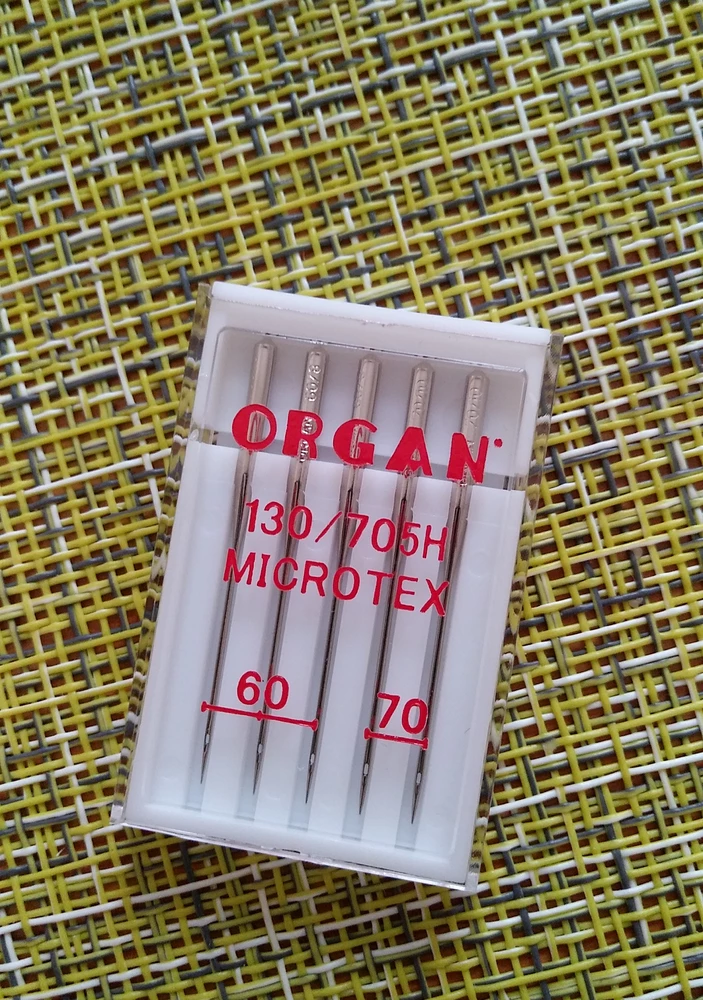 ORGAN
130/705H
MICROTEX
60
70